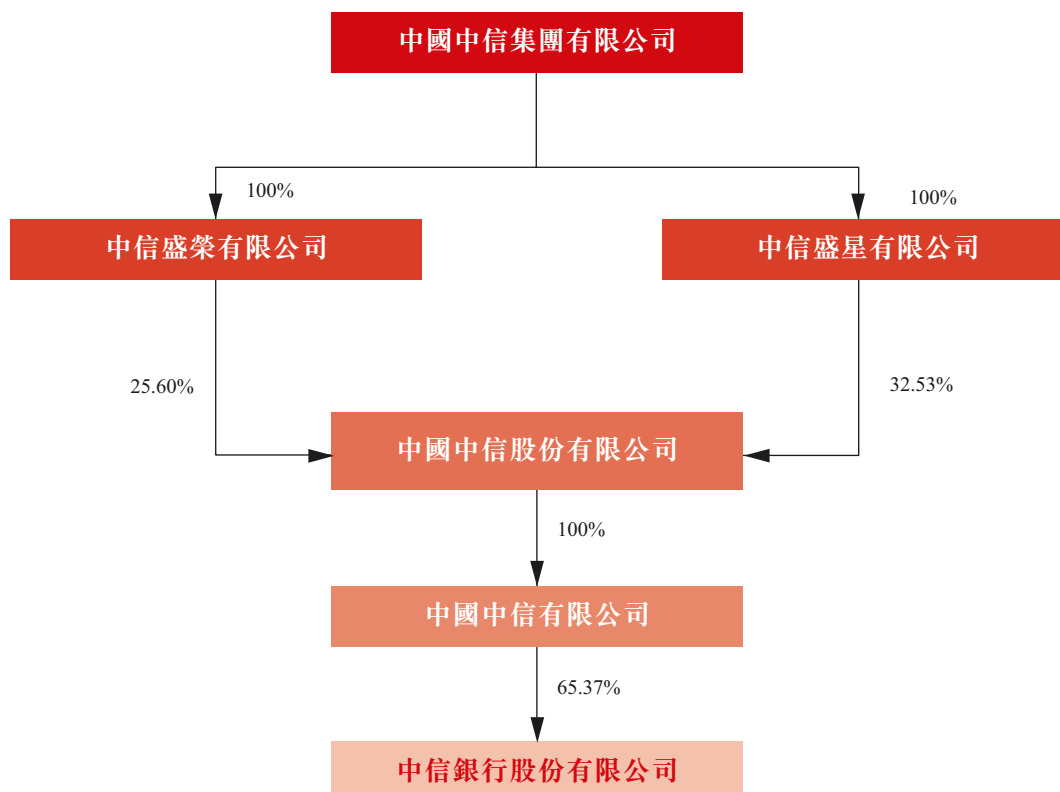 中國中信集團有限公司
100%
100%
中信盛榮有限公司
中信盛星有限公司
25.60%
32.53%
中國中信股份有限公司
100%
中國中信有限公司
65.37%
中信銀行股份有限公司